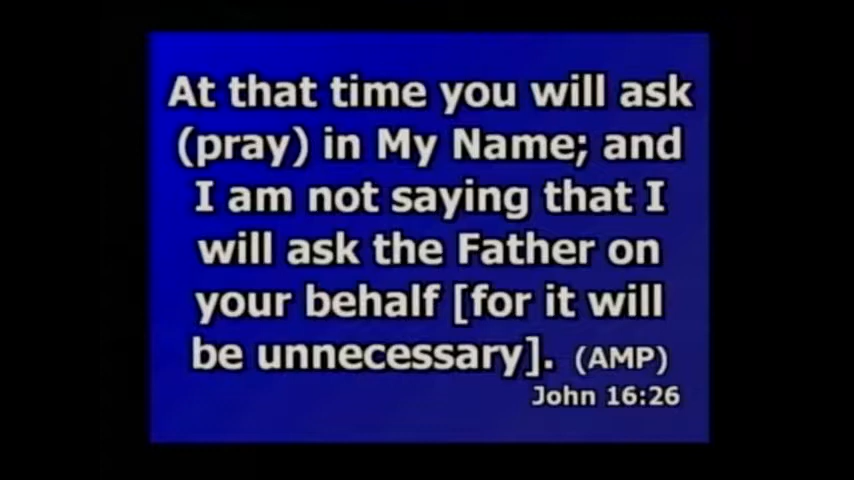 At that time you will ask
(pray) in My Name; and
I am not saying that I
will ask the Father on
your behalf [for it will
be unnecessary]. (AMP)
John 16:26